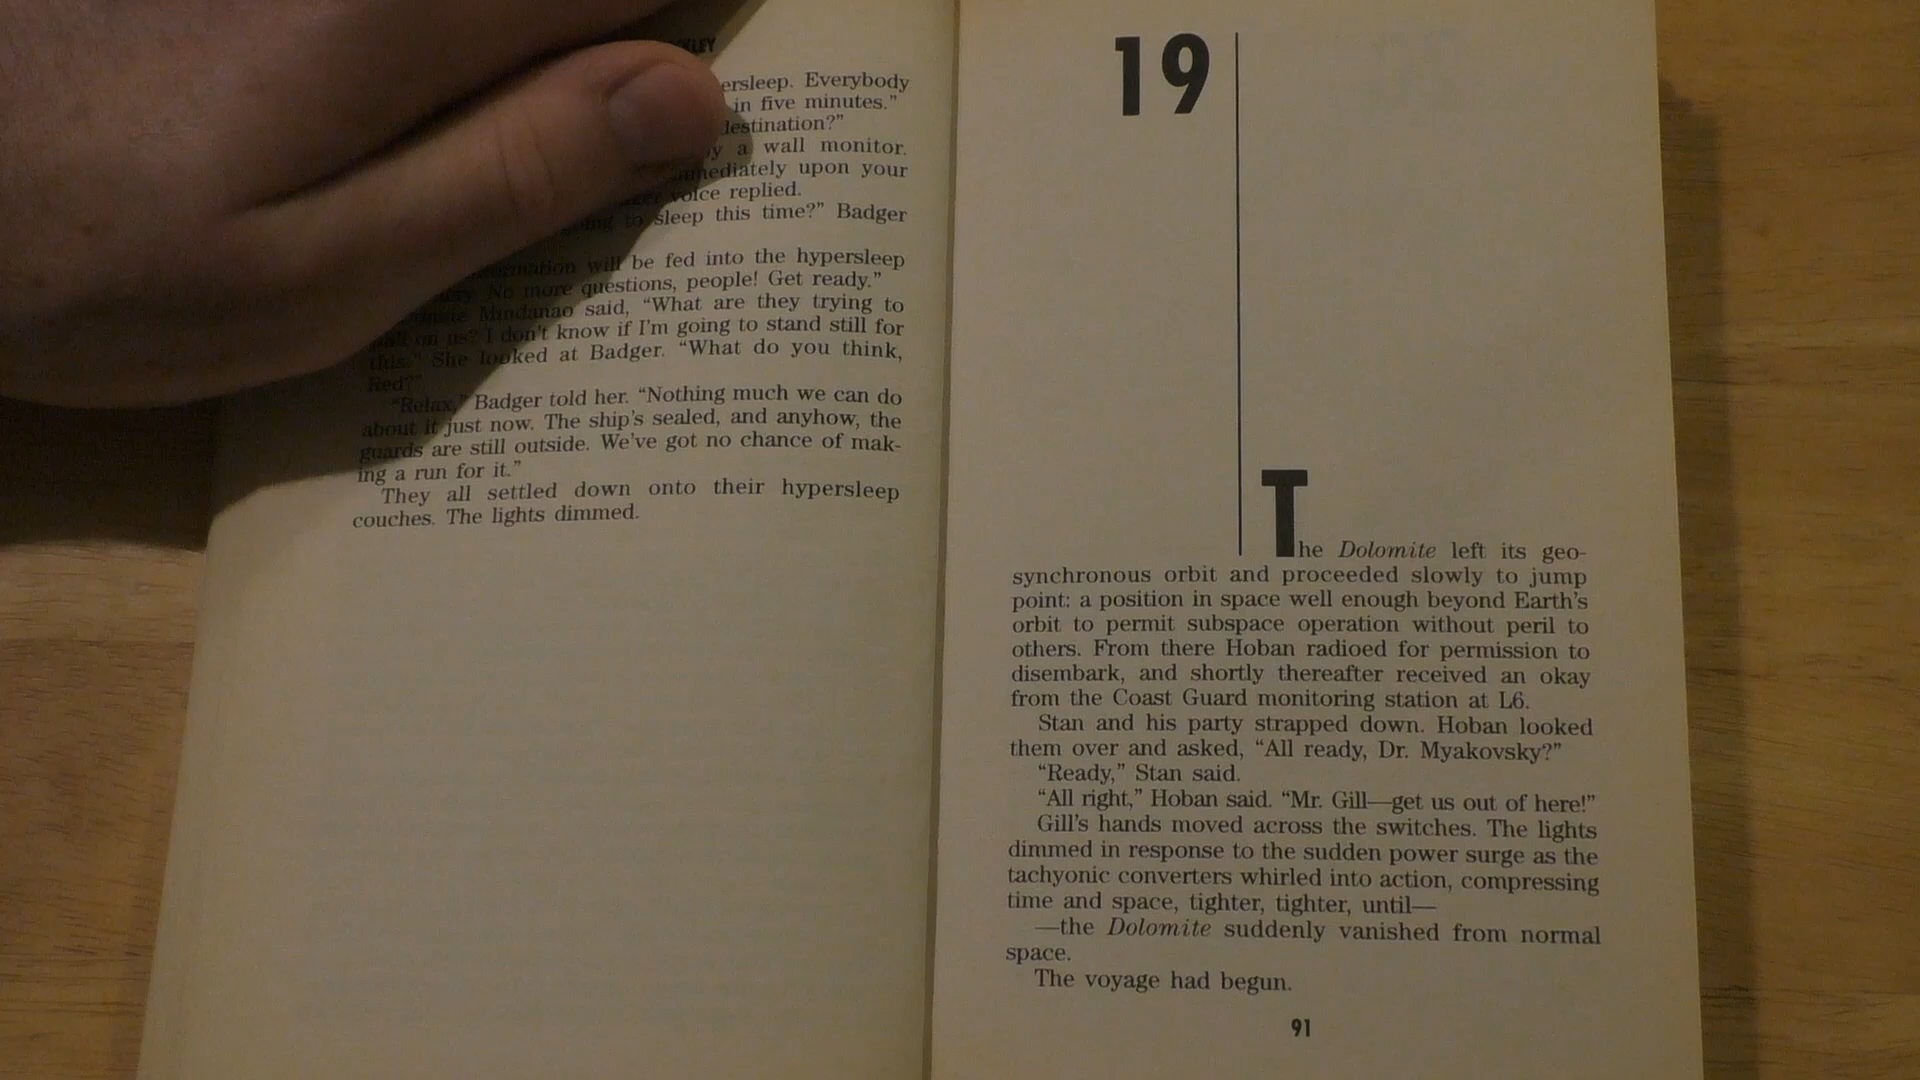 ersleep. Everybody
in five minutes.”
destination?”
by a wall monitor.
immediately upon your
voice replied.
going to sleep this time?” Badger
information will be fed into the hypersleep
No more questions, people! Get ready.”
Mindanao said, “What are they trying to
pull on us? I don't know if I'm going to stand still for
this.” She looked at Badger. “What do you think,
Red?”
“Relax,” Badger told her. “Nothing much we can do
about it just now. The ship's sealed, and anyhow, the
guards are still outside. We've got no chance of mak-
ing a run for it.”
They all settled down onto their hypersleep
couches. The lights dimmed.
19
The Dolomite left its geo-
synchronous orbit and proceeded slowly to jump
point: a position in space well enough beyond Earth's
orbit to permit subspace operation without peril to
others. From there Hoban radioed for permission to
disembark, and shortly thereafter received an okay
from the Coast Guard monitoring station at L6.
Stan and his party strapped down. Hoban looked
them over and asked, “All ready, Dr. Myakovsky?”
“Ready,” Stan said.
“All right,” Hoban said. “Mr. Gill—get us out of here!”
Gill's hands moved across the switches. The lights
dimmed in response to the sudden power surge as the
tachyonic converters whirled into action, compressing
time and space, tighter, tighter, until—
—the Dolomite suddenly vanished from normal
space.
The voyage had begun.
91